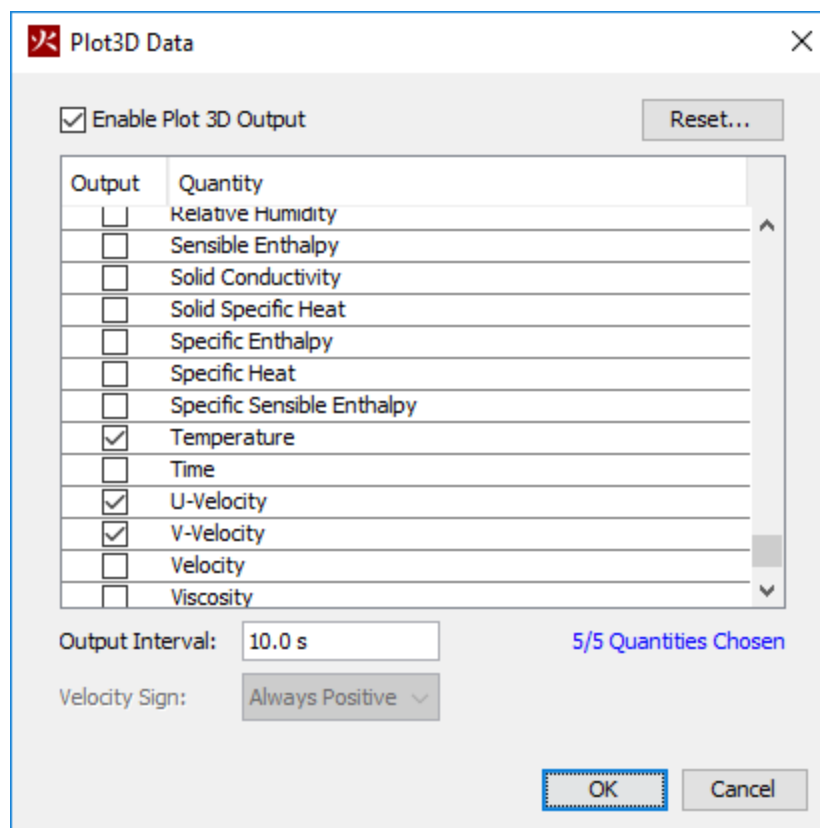 火 Plot3D Data
Enable Plot 3D Output Reset...
Output Quantity
Relative Humidity
Sensible Enthalpy
Solid Conductivity
Solid Specific Heat
Specific Enthalpy
Specific Heat
Specific Sensible Enthalpy
Temperature
Time
U-Velocity
V-Velocity
Velocity
Viscosity
Output Interval: 10.0 s 5/5 Quantities Chosen
Velocity Sign: Always Positive
OK Cancel